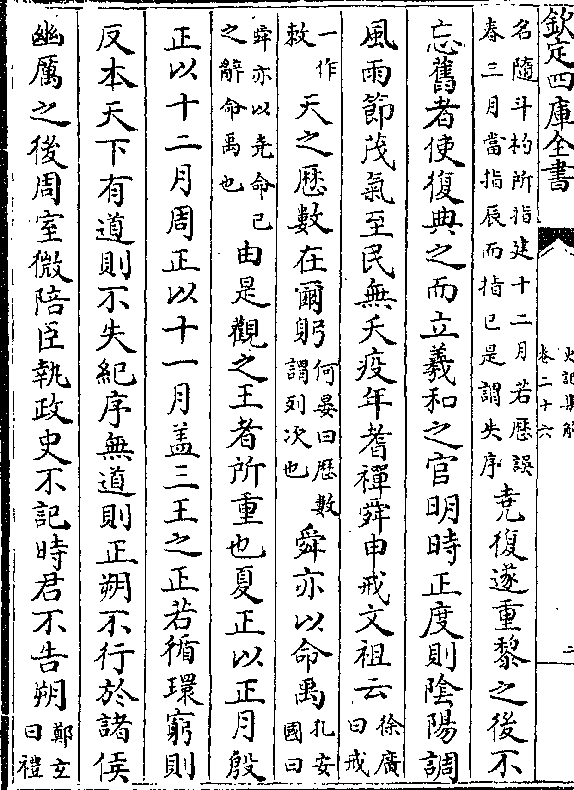 欽定四庫全書
史記集解
卷二十六
二
名隨斗杓所指建十二月若厯誤
春三月當指辰而指巳是謂失序
堯復遂重黎之後不
忘舊者使復典之而立羲和之官明時正度則陰陽調
風雨節茂氣至民無夭疫年耆禪舜申戒文祖云
徐廣
曰戒
一作
敕
天之厯數在爾躬
何晏曰厯數
謂列次也
舜亦以命禹
孔安
國曰
舜亦以堯命己
之辭命禹也
由是觀之王者所重也夏正以正月殷
正以十二月周正以十一月盖三王之正若循環窮則
反本天下有道則不失紀序無道則正朔不行於諸侯
幽厲之後周室微陪臣執政史不記時君不告朔
鄭玄
曰禮